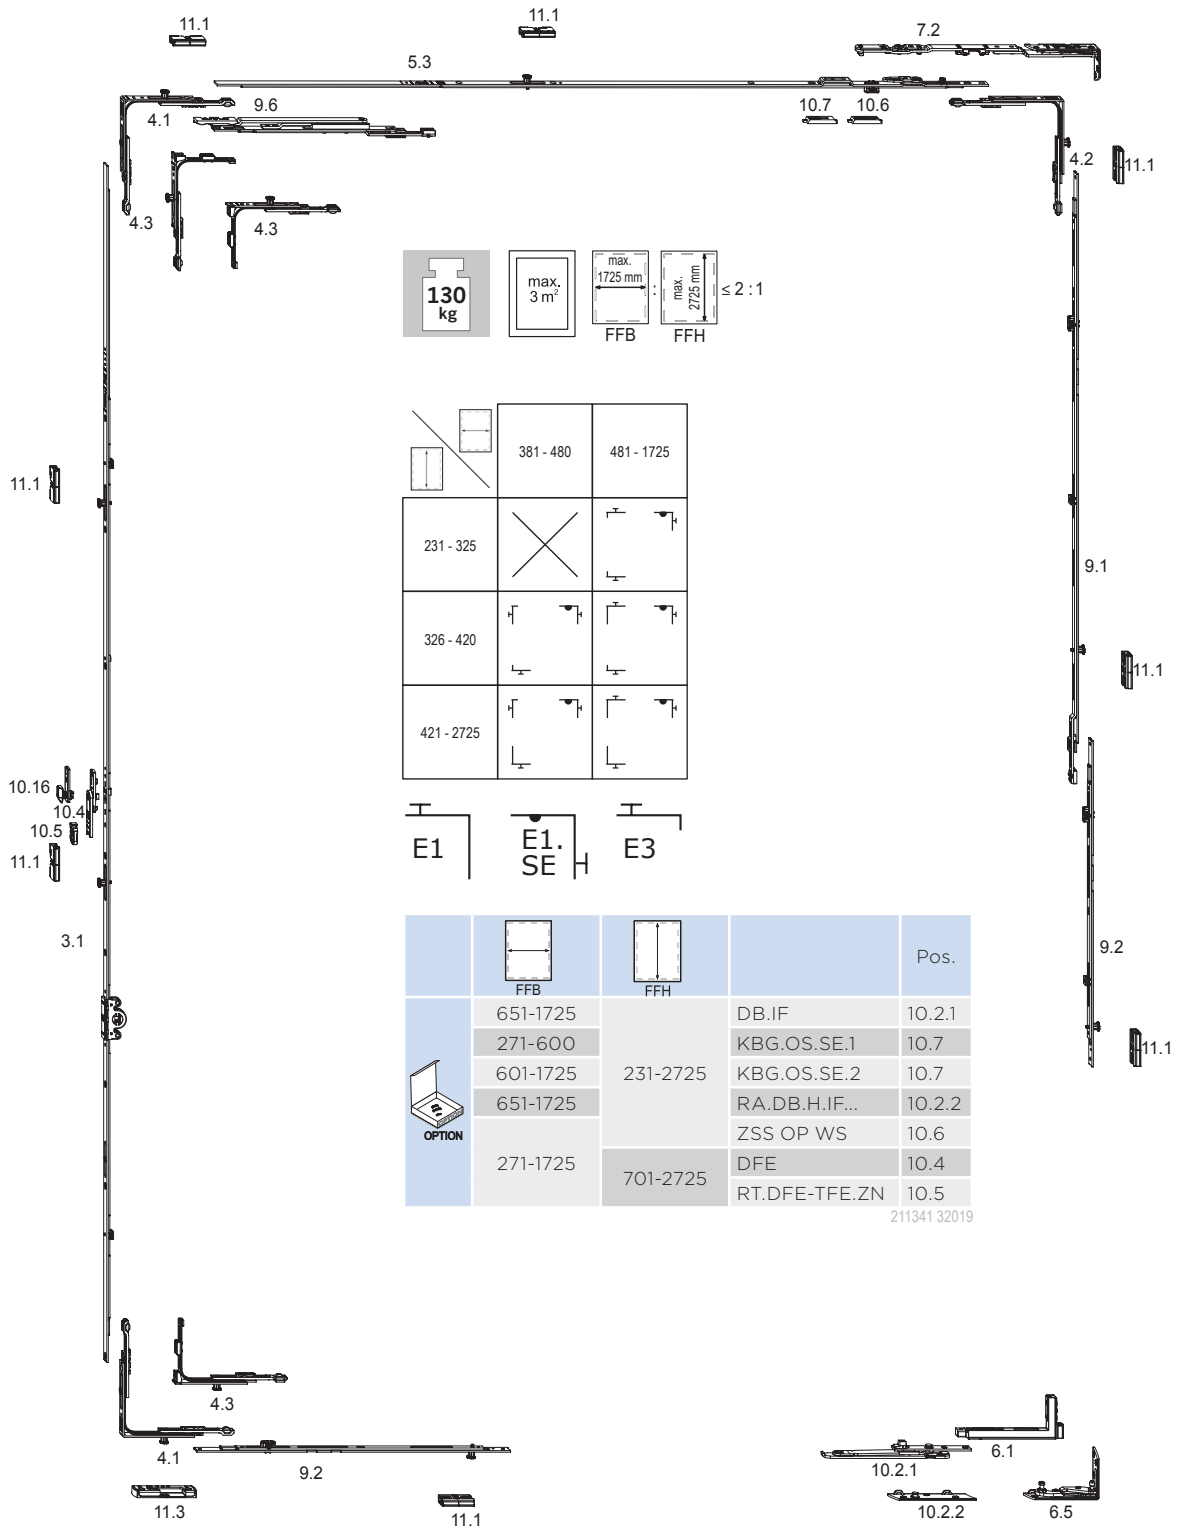 11.1
11.1
7.2
5.3
4.1
9.6
10.7
10.6
4.2
11.1
4.3
4.3
130
kg
max.
3 m²
max.
1725 mm
:
max.
2725 mm
≤ 2 : 1
FFB
FFH
381 - 480
481 - 1725
11.1
231 - 325
9.1
326 - 420
11.1
421 - 2725
10.16
10.4
10.5
11.1
E1
E1.
SE
E3
3.1
9.2
FFB
FFH
Pos.
651-1725
DB.IF
10.2.1
271-600
KBG.OS.SE.1
10.7
11.1
601-1725
231-2725
KBG.OS.SE.2
10.7
651-1725
RA.DB.H.IF...
10.2.2
OPTION
ZSS OP WS
10.6
271-1725
701-2725
DFE
10.4
RT.DFE-TFE.ZN
10.5
211341 32019
4.3
4.1
9.2
10.2.1
6.1
11.3
11.1
10.2.2
6.5